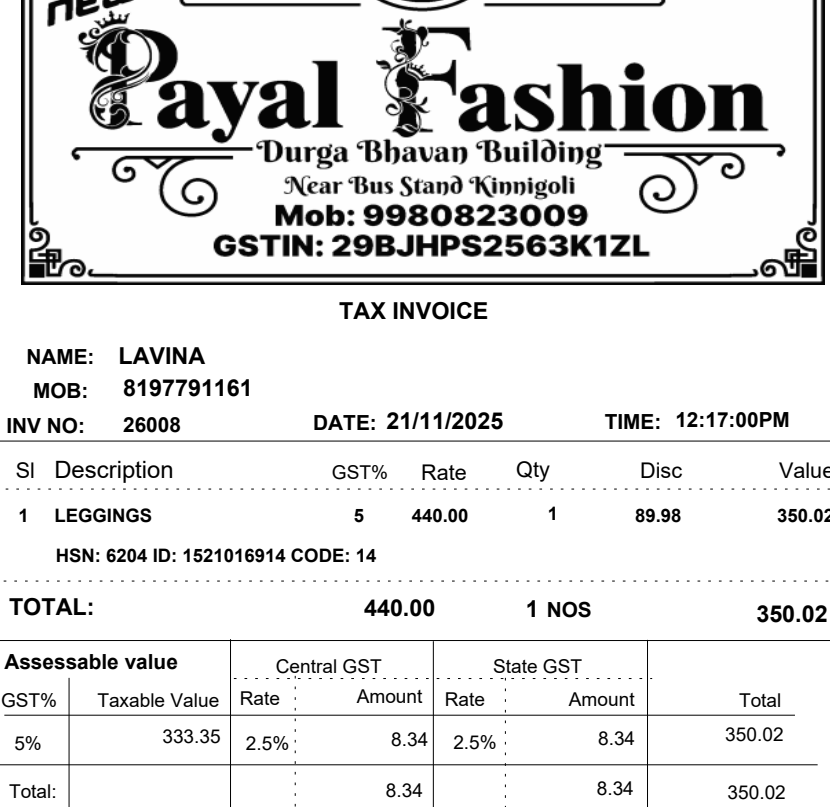 new
Payal Fashion
Durga Bhavan Building
Near Bus Stand Kinnigoli
Mob: 9980823009
GSTIN: 29BJHPS2563K1ZL
TAX INVOICE
NAME: LAVINA
MOB: 8197791161
INV NO: 26008 DATE: 21/11/2025 TIME: 12:17:00PM
Sl Description GST% Rate Qty Disc Value
1 LEGGINGS 5 440.00 1 89.98 350.02
HSN: 6204 ID: 1521016914 CODE: 14
TOTAL: 440.00 1 NOS 350.02
Assessable value Central GST State GST
GST% Taxable Value Rate Amount Rate Amount Total
5% 333.35 2.5% 8.34 2.5% 8.34 350.02
Total: 8.34 8.34 350.02